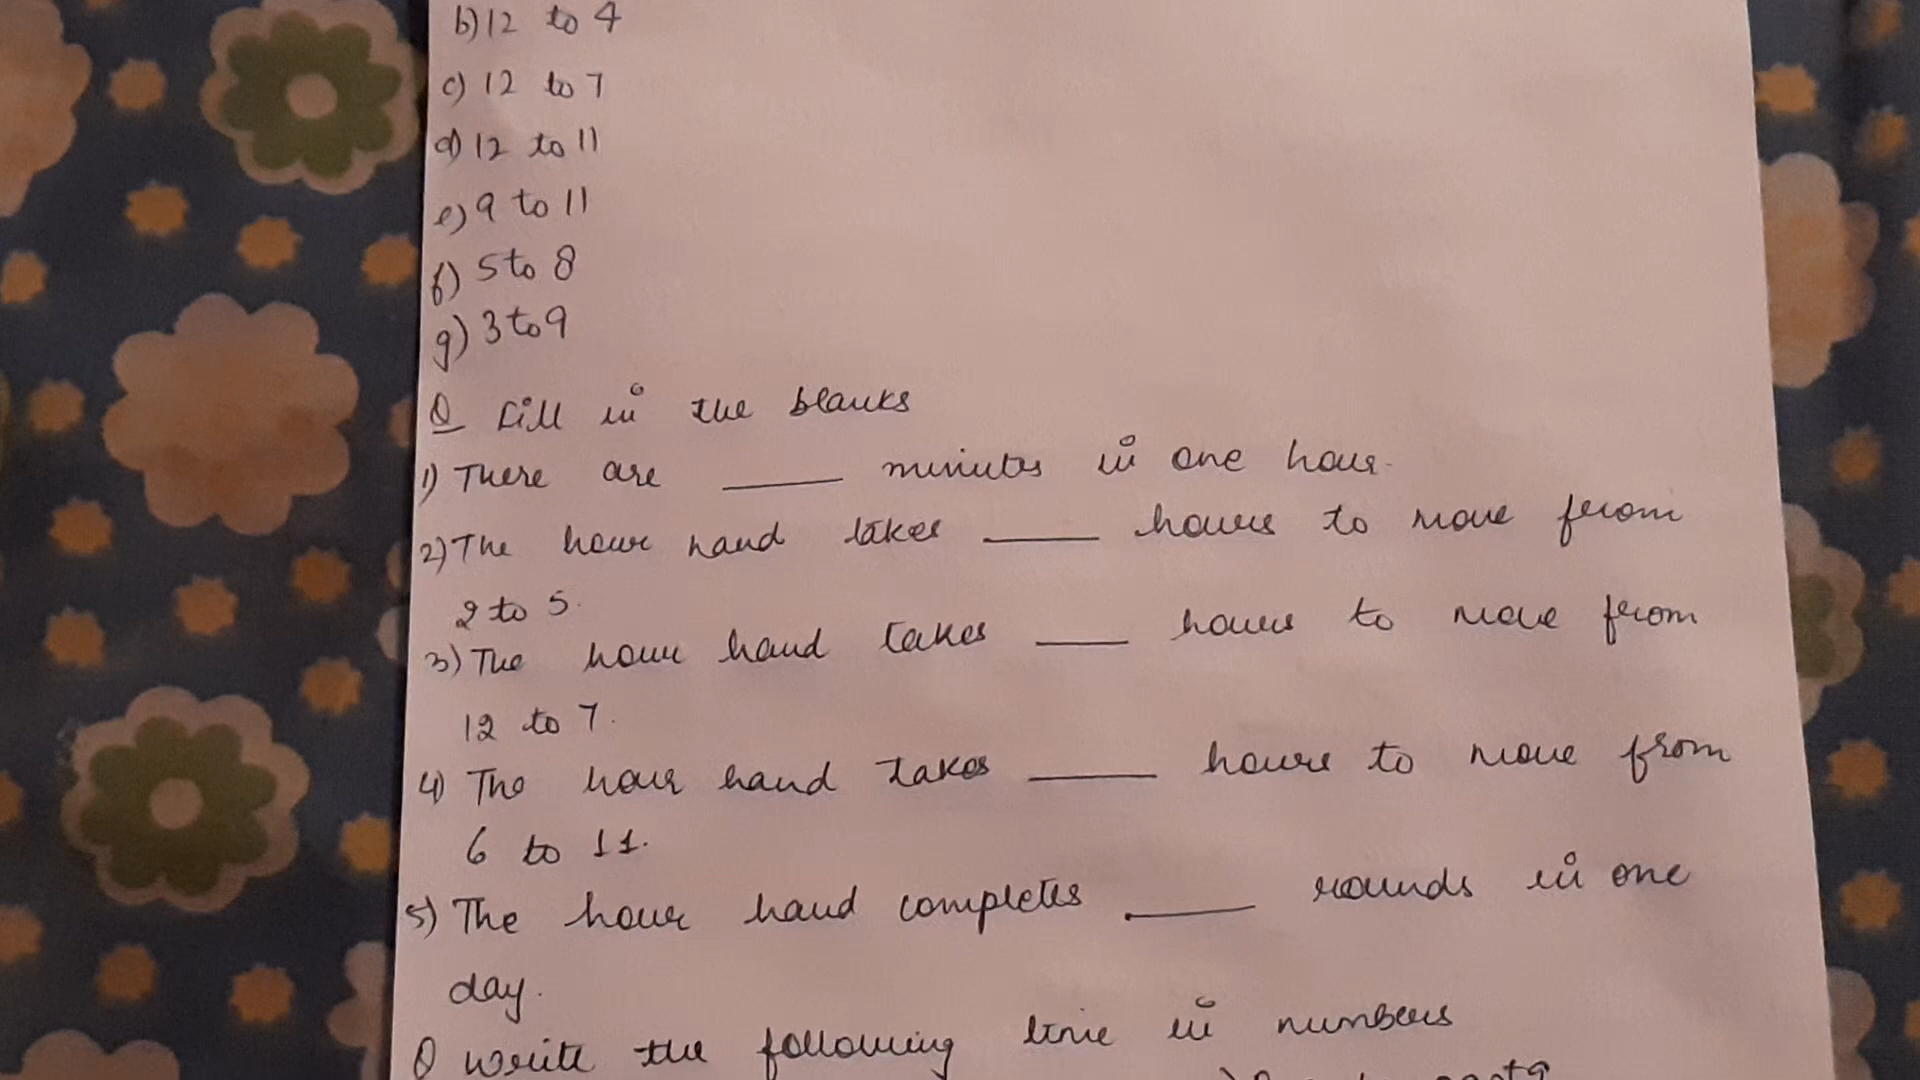 b) 12 to 4
c) 12 to 7
d) 12 to 11
e) 9 to 11
f) 5 to 8
g) 3 to 9
Q Fill in the blanks
1) There are ____ minutes in one hour.
2) The hour hand takes ____ hours to move from
2 to 5.
3) The hour hand takes ____ hours to move from
12 to 7.
4) The hour hand takes ____ hours to move from
6 to 11.
5) The hour hand completes ____ rounds in one
day.
Q Write the following time in numbers